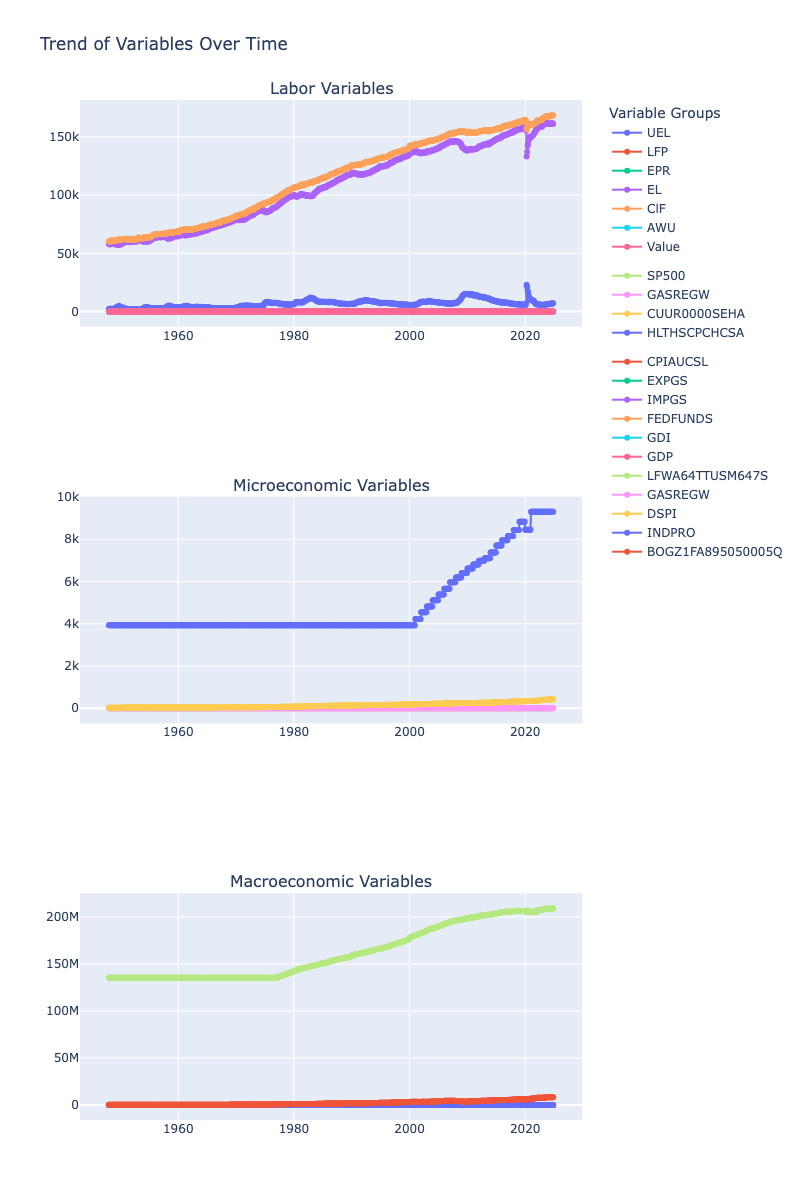 Trend of Variables Over Time
Labor Variables
150k
100k
50k
0
1960
1980
2000
2020
Variable Groups
UEL
LFP
EPR
EL
CIF
AWU
Value
SP500
GASREGW
CUUR0000SEHA
HLTHSCPCHCSA
CPIAUCSL
EXPGS
IMPGS
FEDFUNDS
GDI
GDP
LFWA64TTUSM647S
GASREGW
DSPI
INDPRO
BOGZ1FA895050005Q
Microeconomic Variables
10k
8k
6k
4k
2k
0
1960
1980
2000
2020
Macroeconomic Variables
200M
150M
100M
50M
0
1960
1980
2000
2020